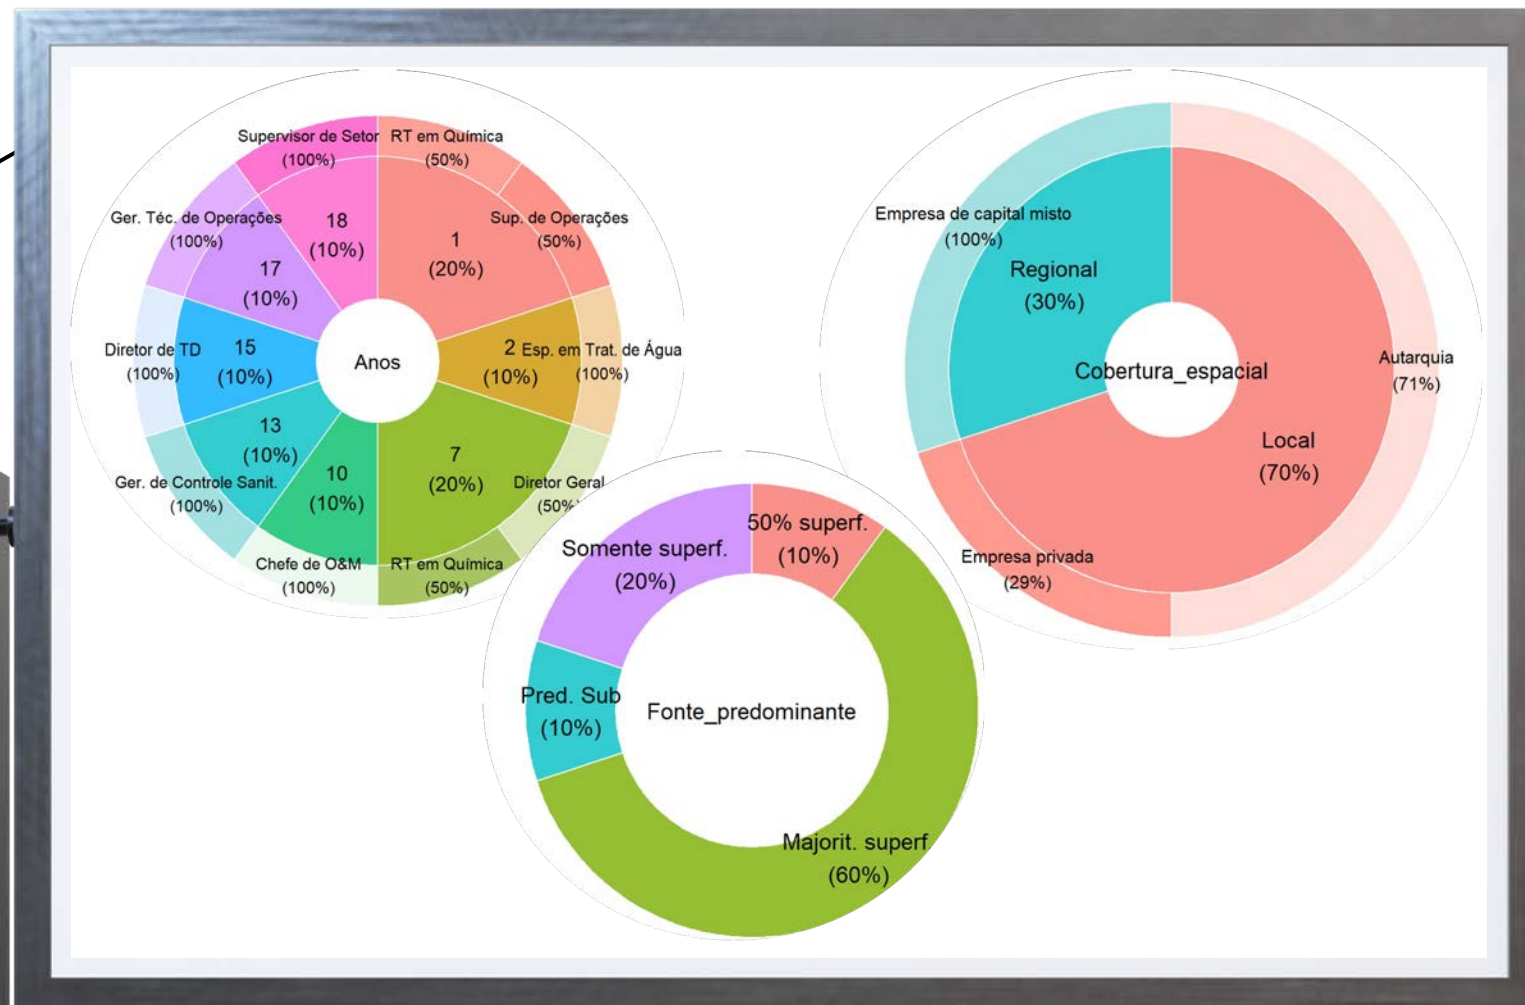 Supervisor de Setor
(100%)
RT em Química
(50%)
Ger. Téc. de Operações
(100%)
18
(10%)
1
(20%)
Sup. de Operações
(50%)
17
(10%)
Diretor de TD
(100%)
15
(10%)
Anos
2
(10%)
Esp. em Trat. de Água
(100%)
13
(10%)
Ger. de Controle Sanit.
(100%)
10
(10%)
7
(20%)
Diretor Geral
(50%)
Chefe de O&M
(100%)
RT em Química
(50%)
Empresa de capital misto
(100%)
Regional
(30%)
Cobertura_espacial
Autarquia
(71%)
Local
(70%)
Empresa privada
(29%)
Somente superf.
(20%)
50% superf.
(10%)
Pred. Sub
(10%)
Fonte_predominante
Majorit. superf.
(60%)